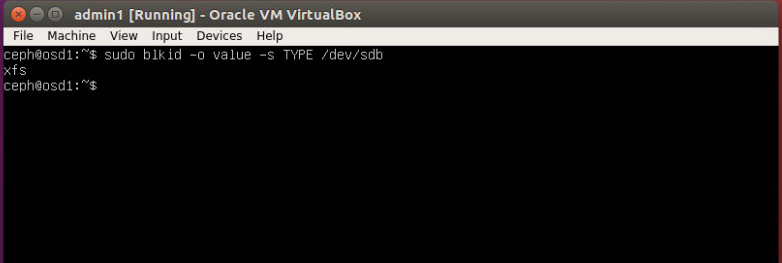 admin1 [Running] - Oracle VM VirtualBox
File Machine View Input Devices Help
ceph@osd1:~$ sudo blkid -o value -s TYPE /dev/sdb
xfs
ceph@osd1:~$